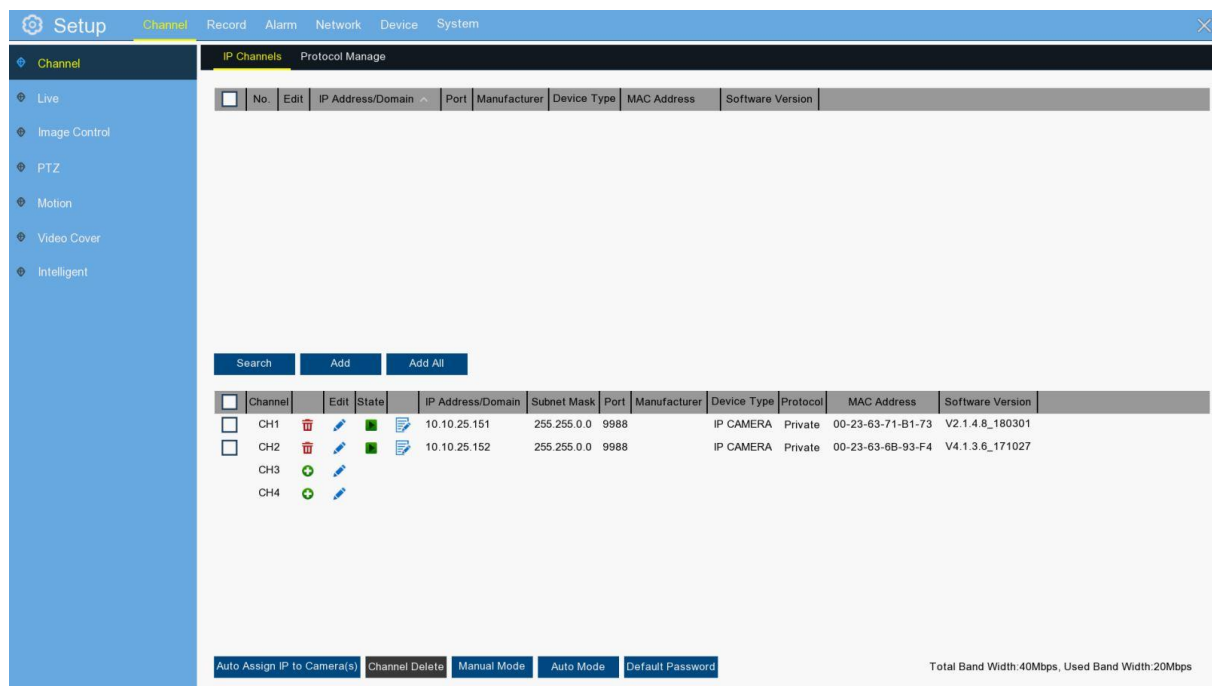 Setup Channel Record Alarm Network Device System
Channel
Live
Image Control
PTZ
Motion
Video Cover
Intelligent
IP Channels Protocol Manage
No. Edit IP Address/Domain Port Manufacturer Device Type MAC Address Software Version
Search Add Add All
Channel Edit State IP Address/Domain Subnet Mask Port Manufacturer Device Type Protocol MAC Address Software Version
CH1 10.10.25.151 255.255.0.0 9988 IP CAMERA Private 00-23-63-71-B1-73 V2.1.4.8_180301
CH2 10.10.25.152 255.255.0.0 9988 IP CAMERA Private 00-23-63-6B-93-F4 V4.1.3.6_171027
CH3
CH4
Auto Assign IP to Camera(s) Channel Delete Manual Mode Auto Mode Default Password Total Band Width:40Mbps, Used Band Width:20Mbps